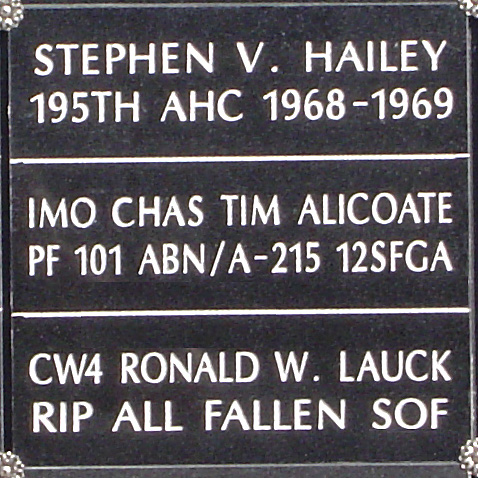 STEPHEN V. HAILEY
195TH AHC 1968-1969
IMO CHAS TIM ALICOATE
PF 101 ABN/A-215 12SFGA
CW4 RONALD W. LAUCK
RIP ALL FALLEN SOF